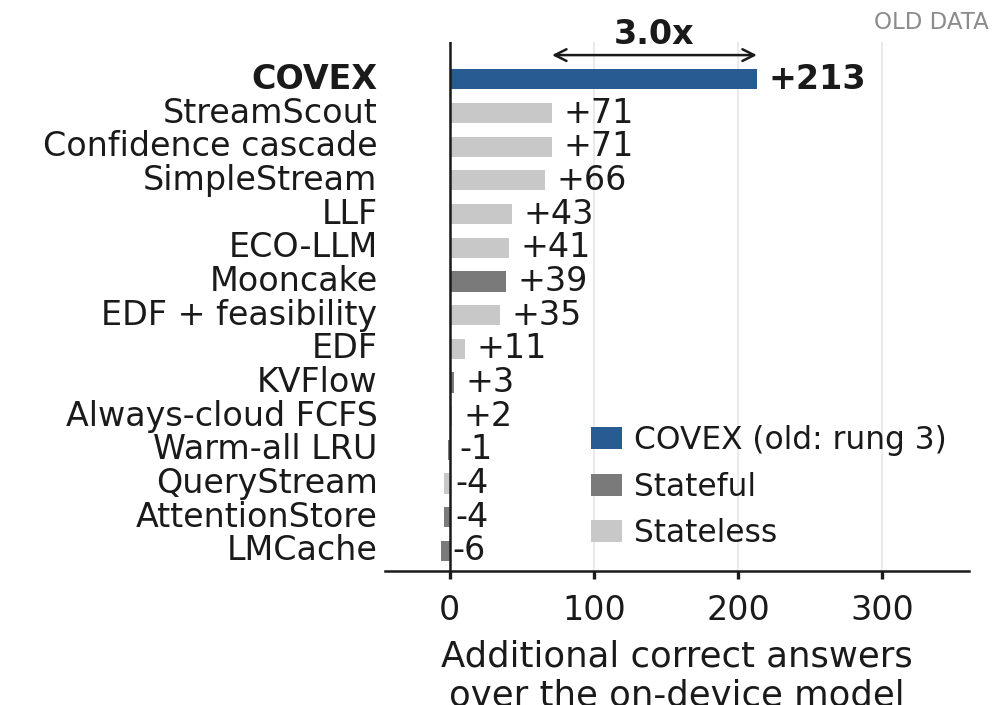 OLD DATA
3.0x
COVEX +213
StreamScout +71
Confidence cascade +71
SimpleStream +66
LLF +43
ECO-LLM +41
Mooncake +39
EDF + feasibility +35
EDF +11
KVFlow +3
Always-cloud FCFS +2
Warm-all LRU -1
QueryStream -4
AttentionStore -4
LMCache -6
COVEX (old: rung 3)
Stateful
Stateless
0 100 200 300
Additional correct answers
over the on-device model